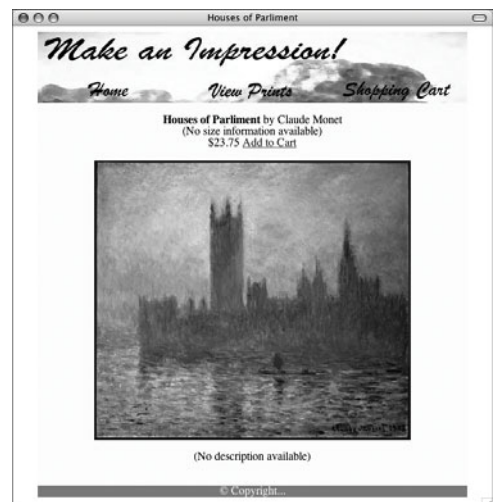 Houses of Parliment
Make an Impression!
Home View Prints Shopping Cart
Houses of Parliment by Claude Monet
(No size information available)
$23.75 Add to Cart
(No description available)
© Copyright...